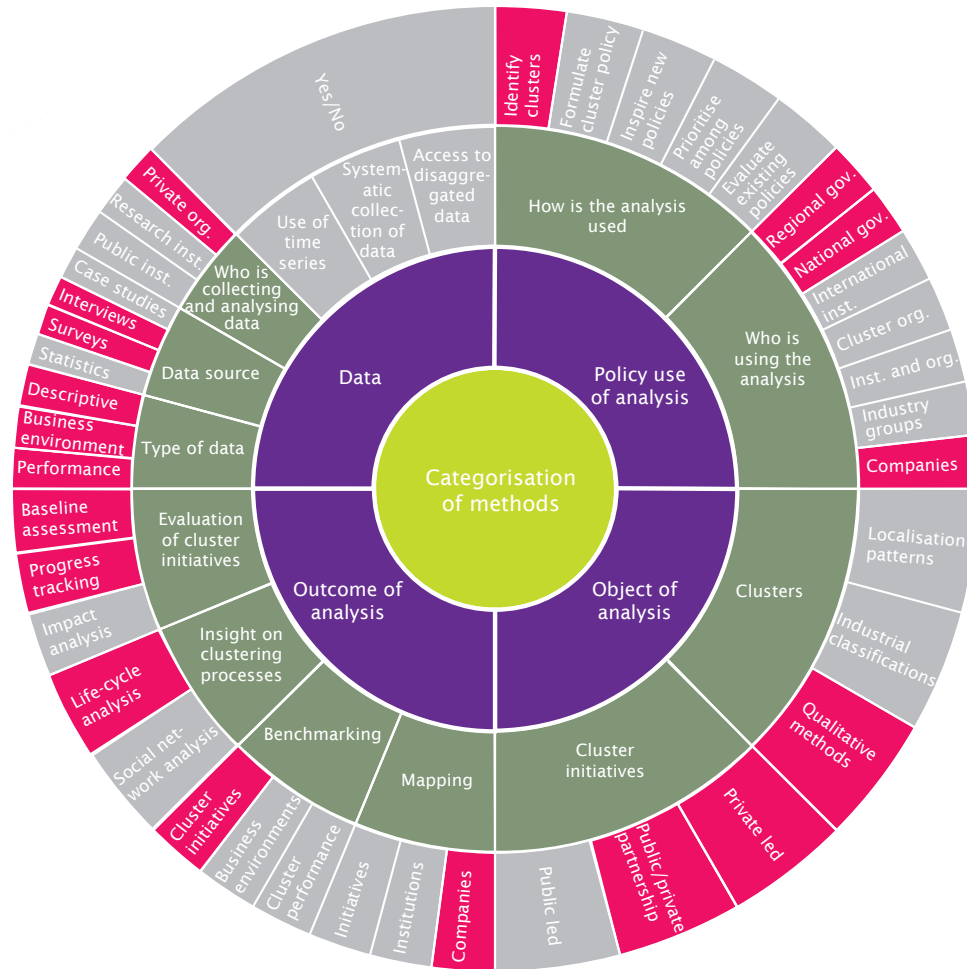 Categorisation
of methods
Policy use
of analysis
Object of
analysis
Outcome of
analysis
Data
How is the analysis
used
Who is
using the
analysis
Clusters
Cluster
initiatives
Mapping
Benchmarking
Insight on
clustering
processes
Evaluation
of cluster
initiatives
Type of data
Data source
Who is
collecting
and analysing
data
Use of
time
series
System-
atic
collec-
tion of
data
Access to
disaggre-
gated
data
Identify
clusters
Formulate
cluster policy
Inspire new
policies
Prioritise
among
policies
Evaluate
existing
policies
Regional gov.
National gov.
International
inst.
Cluster org.
Inst. and org.
Industry
groups
Companies
Localisation
patterns
Industrial
classifications
Qualitative
methods
Private led
Public/private
partnership
Public led
Companies
Institutions
Initiatives
Cluster
performance
Business
environments
Cluster
initiatives
Social net-
work analysis
Life-cycle
analysis
Impact
analysis
Progress
tracking
Baseline
assessment
Performance
Business
environment
Descriptive
Statistics
Surveys
Interviews
Case studies
Public inst.
Research inst.
Private org.
Yes/No